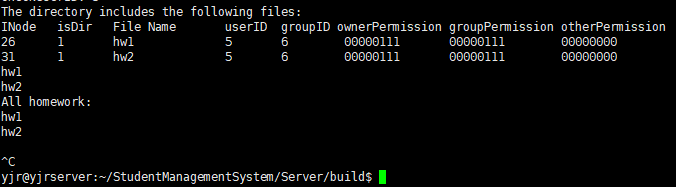 The directory includes the following files:
INode isDir File Name userID groupID ownerPermission groupPermission otherPermission
26 1 hw1 5 6 00000111 00000111 00000000
31 1 hw2 5 6 00000111 00000111 00000000
hw1
hw2
All homework:
hw1
hw2
^C
yjr@yjrserver:~/StudentManagementSystem/Server/build$